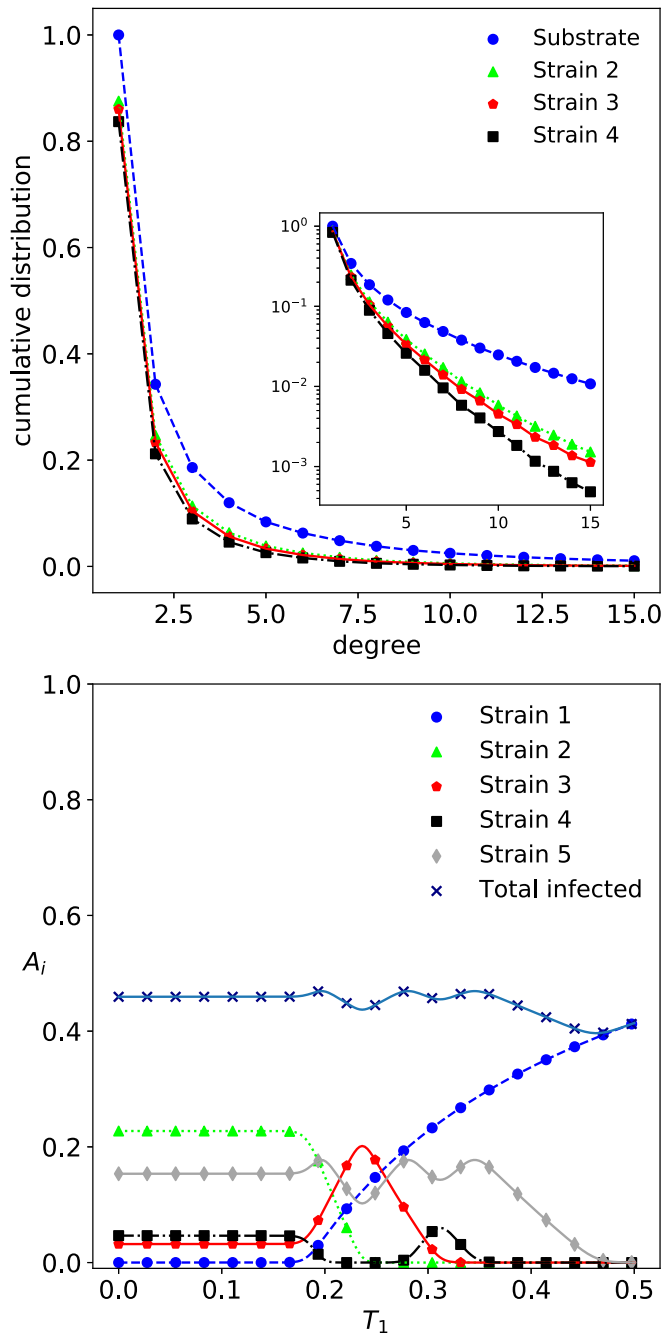 1.0
0.8
0.6
0.4
0.2
0.0
cumulative distribution
Substrate
Strain 2
Strain 3
Strain 4
10⁰
10⁻¹
10⁻²
10⁻³
5 10 15
2.5 5.0 7.5 10.0 12.5 15.0
degree
1.0
0.8
0.6
0.4
0.2
0.0
A_i
Strain 1
Strain 2
Strain 3
Strain 4
Strain 5
Total infected
0.0 0.1 0.2 0.3 0.4 0.5
T_1